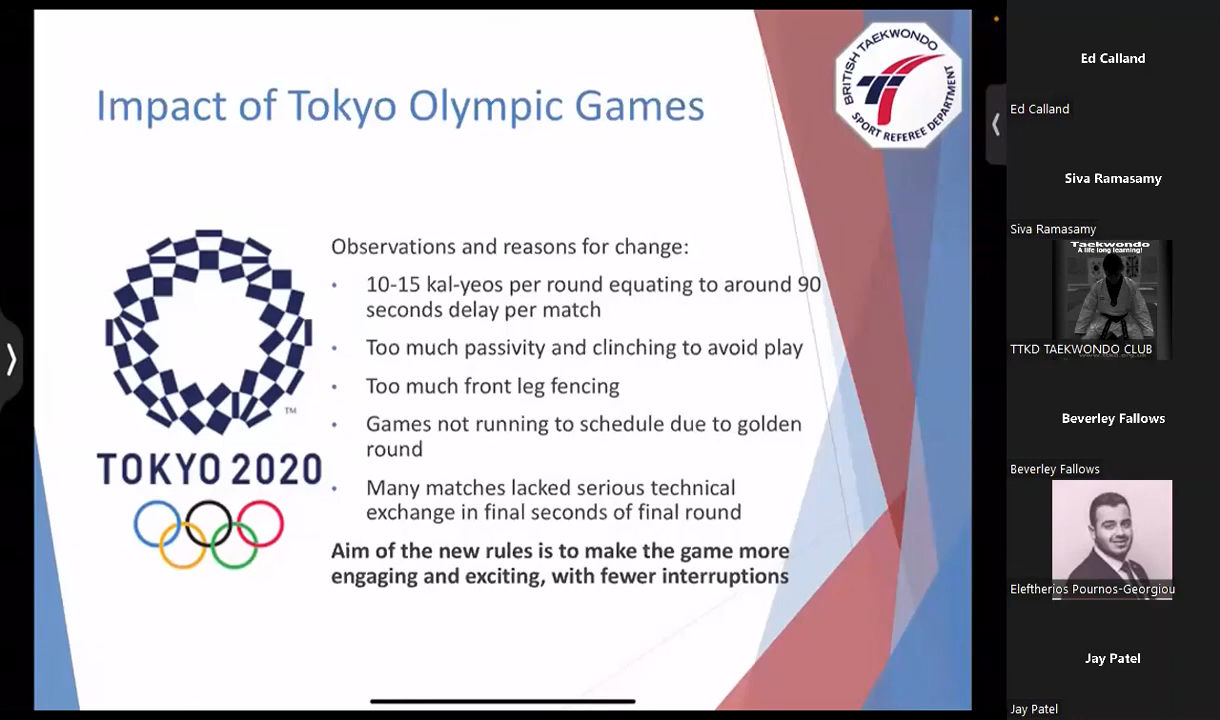 Impact of Tokyo Olympic Games
BRITISH TAEKWONDO
SPORT REFEREE DEPARTMENT
Observations and reasons for change:
• 10-15 kal-yeos per round equating to around 90
seconds delay per match
• Too much passivity and clinching to avoid play
• Too much front leg fencing
• Games not running to schedule due to golden
round
• Many matches lacked serious technical
exchange in final seconds of final round
Aim of the new rules is to make the game more
engaging and exciting, with fewer interruptions
TM
TOKYO 2020
Ed Calland
Ed Calland
Siva Ramasamy
Siva Ramasamy
Taekwondo
A life long learning!
TTKD TAEKWONDO CLUB
Beverley Fallows
Beverley Fallows
Eleftherios Pournos-Georgiou
Jay Patel
Jay Patel